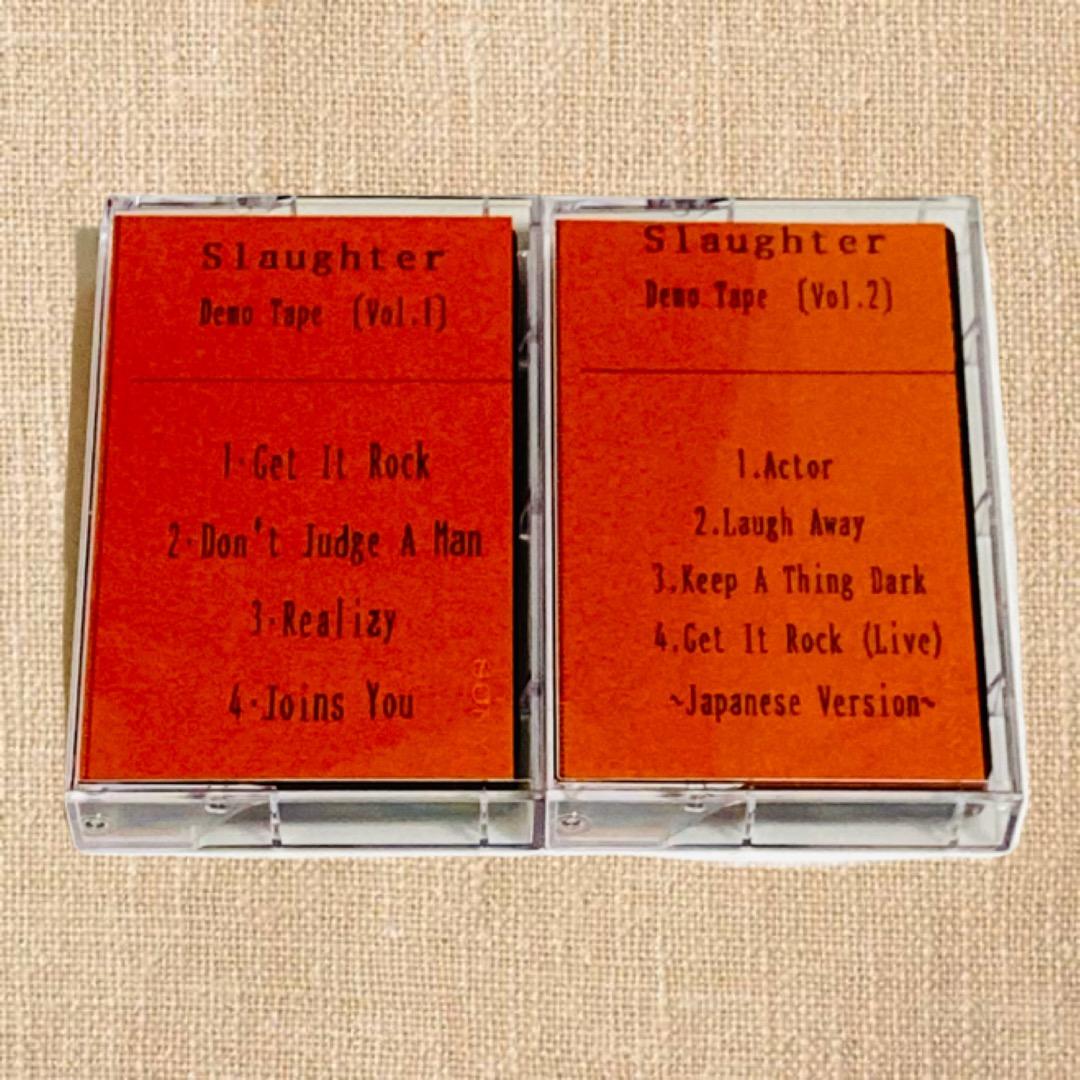 Slaughter
Demo Tape (Vol.1)
1·Get It Rock
2·Don't Judge A Man
3·Realizy
4·Joins You
Slaughter
Demo Tape (Vol.2)
1.Actor
2.Laugh Away
3.Keep A Thing Dark
4.Get It Rock (Live)
~Japanese Version~